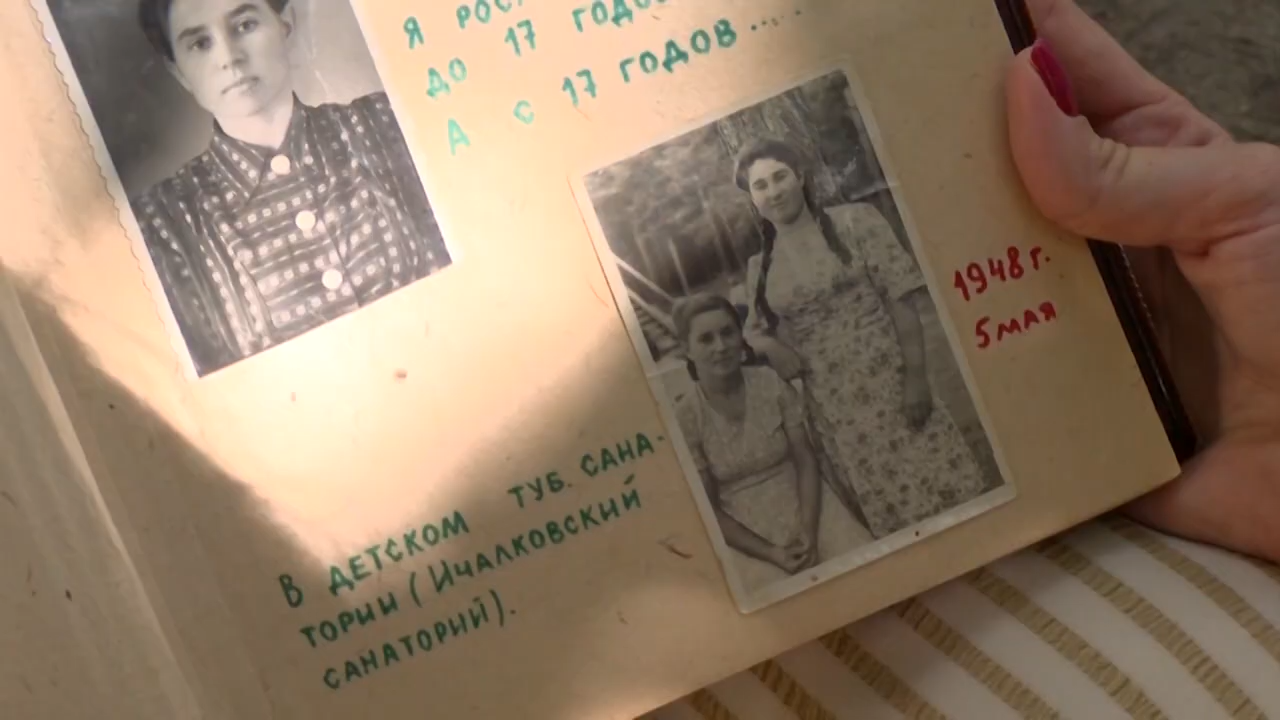 Я РОС
ДО 17 ГОДОВ
А С 17 ГОДОВ.....
1948 г.
5 МАЯ
В ДЕТСКОМ ТУБ. САНА-
ТОРИИ (ИЧАЛКОВСКИЙ
САНАТОРИЙ).